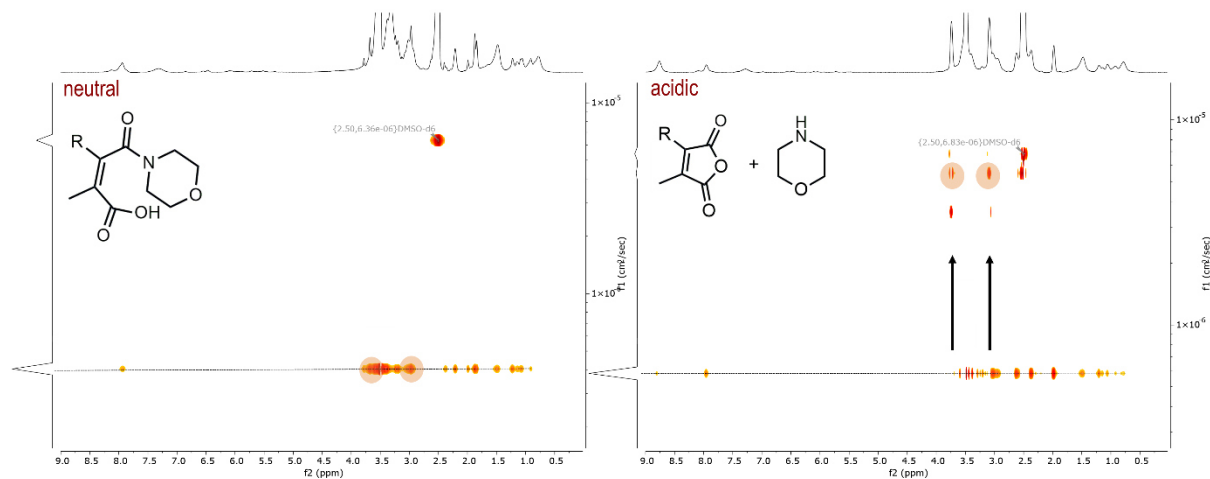 neutral
{2.50,6.36e-06}DMSO-d6
R
O
N
O
OH
O
1×10⁻⁵
f1 (cm²/sec)
9.0 8.5 8.0 7.5 7.0 6.5 6.0 5.5 5.0 4.5 4.0 3.5 3.0 2.5 2.0 1.5 1.0 0.5
f2 (ppm)
acidic
{2.50,6.83e-06}DMSO-d6
R
O
O
O
+
H
N
O
1×10⁻⁵
f1 (cm²/sec)
1×10⁻⁶
9.0 8.5 8.0 7.5 7.0 6.5 6.0 5.5 5.0 4.5 4.0 3.5 3.0 2.5 2.0 1.5 1.0 0.5
f2 (ppm)